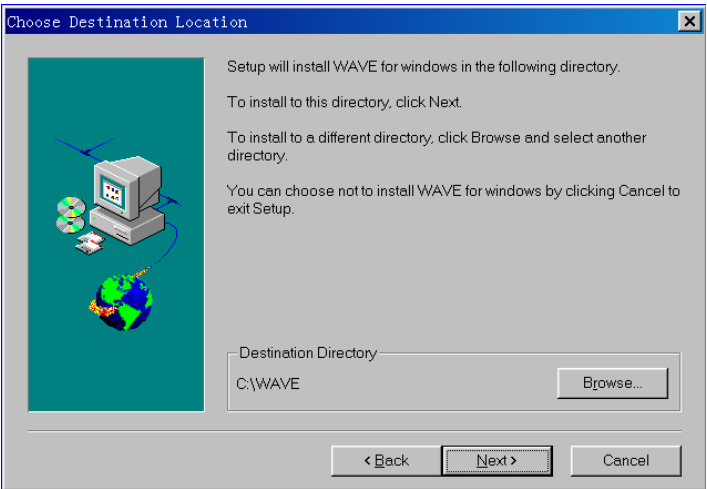 Choose Destination Location
Setup will install WAVE for windows in the following directory.
To install to this directory, click Next.
To install to a different directory, click Browse and select another
directory.
You can choose not to install WAVE for windows by clicking Cancel to
exit Setup.
Destination Directory
C:\WAVE
Browse...
< Back
Next >
Cancel